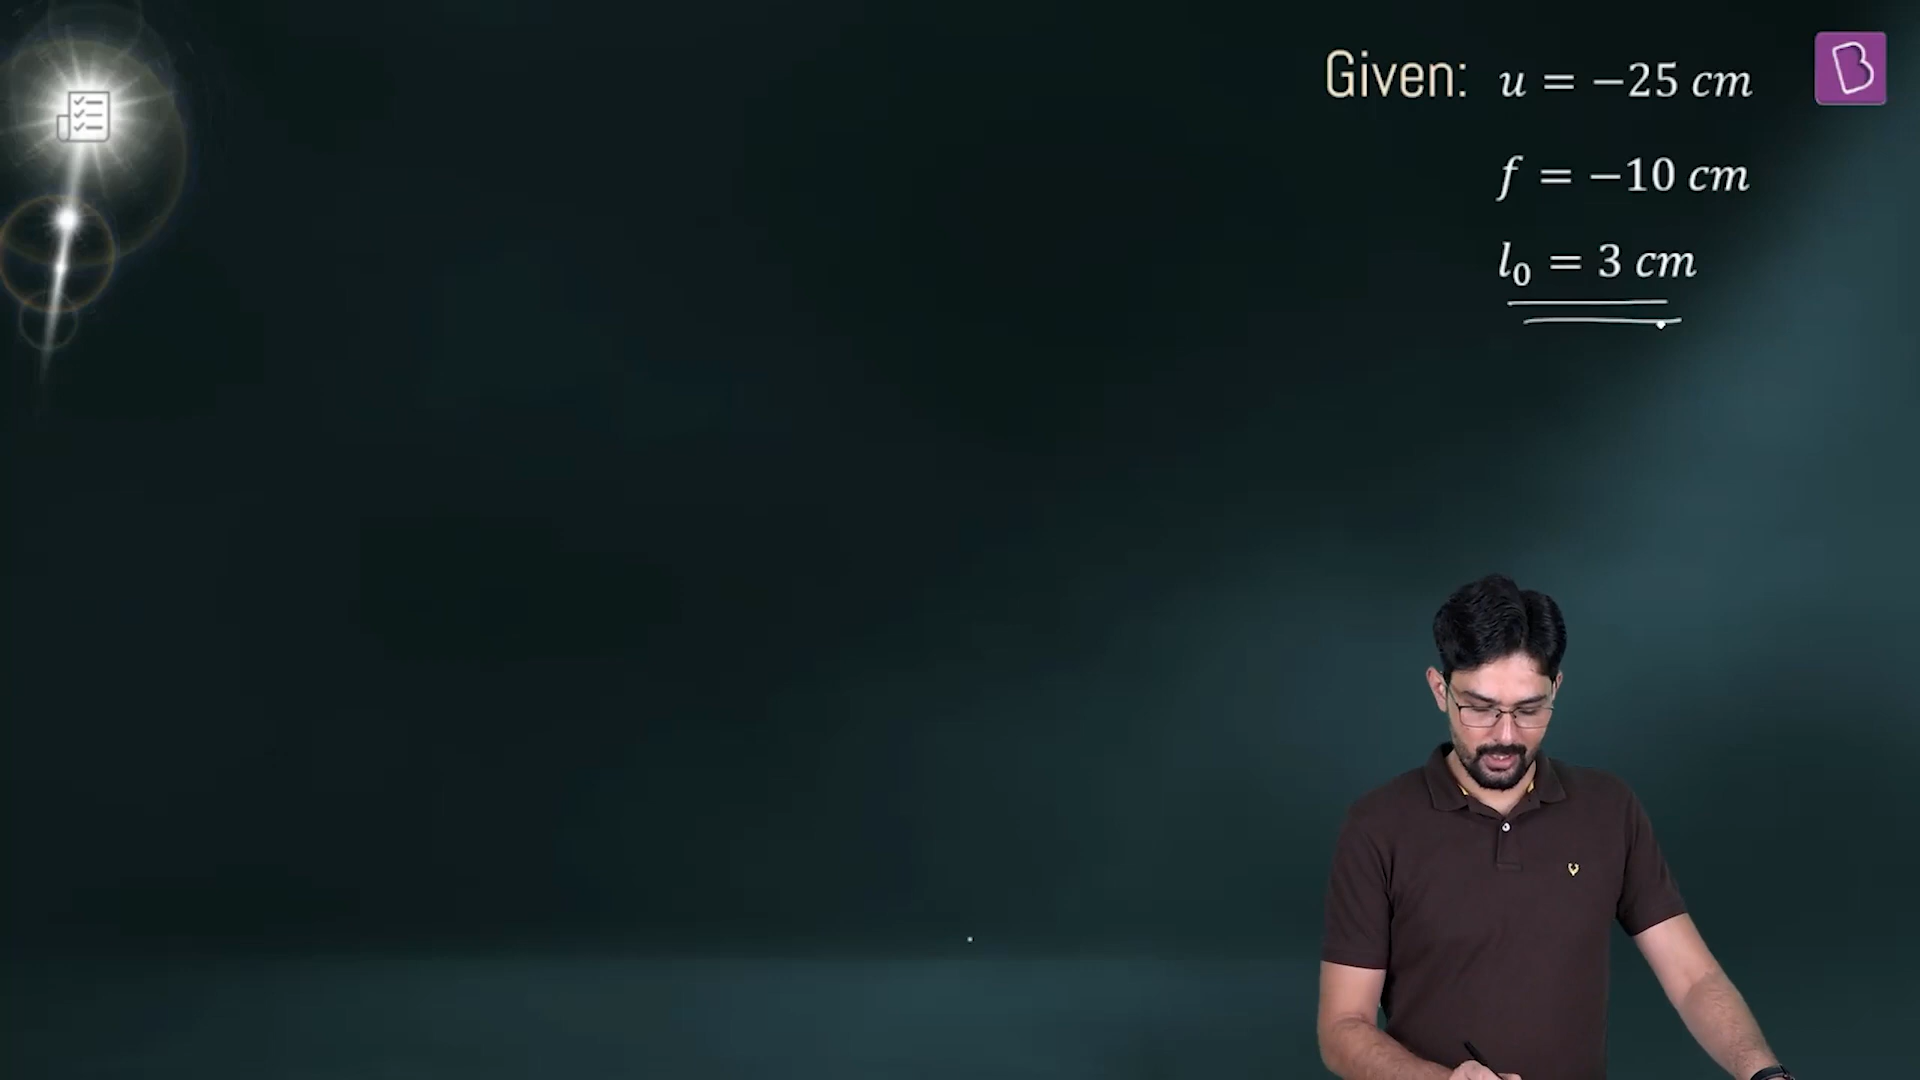 Given: u = −25 cm
f = −10 cm
l₀ = 3 cm
B